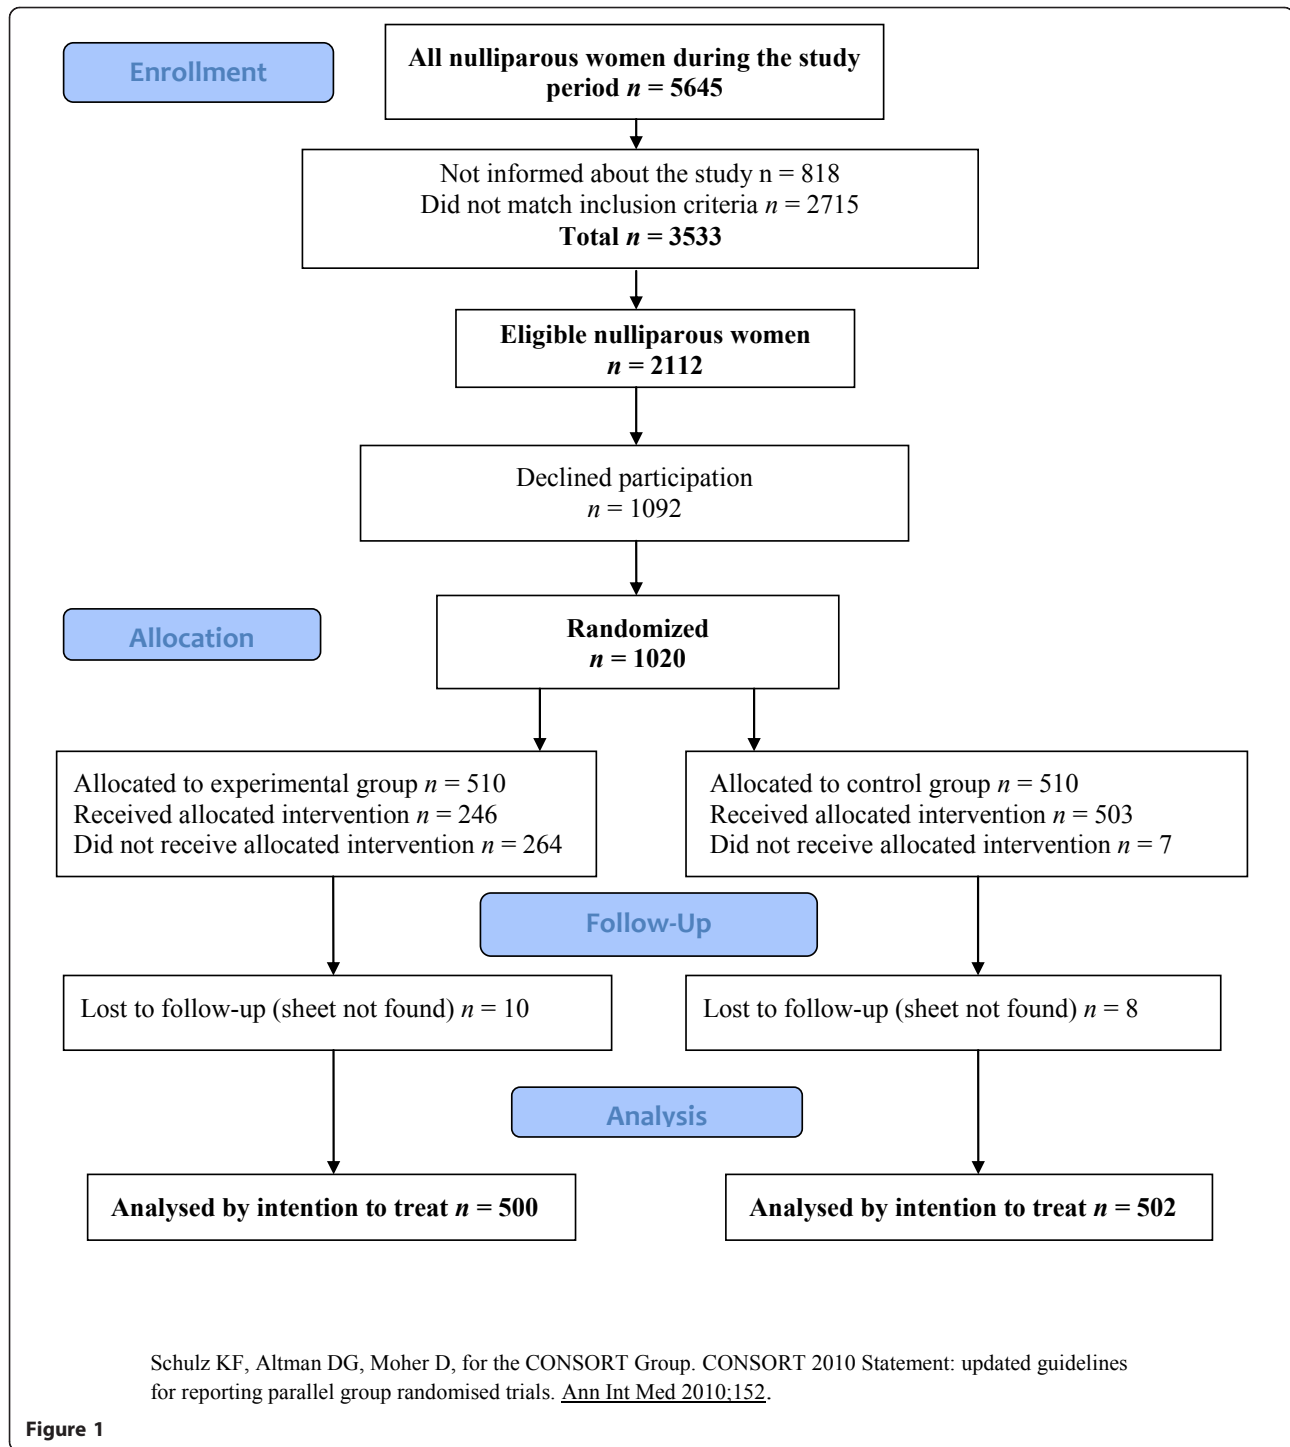 Enrollment
All nulliparous women during the study
period n = 5645
Not informed about the study n = 818
Did not match inclusion criteria n = 2715
Total n = 3533
Eligible nulliparous women
n = 2112
Declined participation
n = 1092
Allocation
Randomized
n = 1020
Allocated to experimental group n = 510
Received allocated intervention n = 246
Did not receive allocated intervention n = 264
Allocated to control group n = 510
Received allocated intervention n = 503
Did not receive allocated intervention n = 7
Follow-Up
Lost to follow-up (sheet not found) n = 10
Lost to follow-up (sheet not found) n = 8
Analysis
Analysed by intention to treat n = 500
Analysed by intention to treat n = 502
Schulz KF, Altman DG, Moher D, for the CONSORT Group. CONSORT 2010 Statement: updated guidelines
for reporting parallel group randomised trials. Ann Int Med 2010;152.
Figure 1